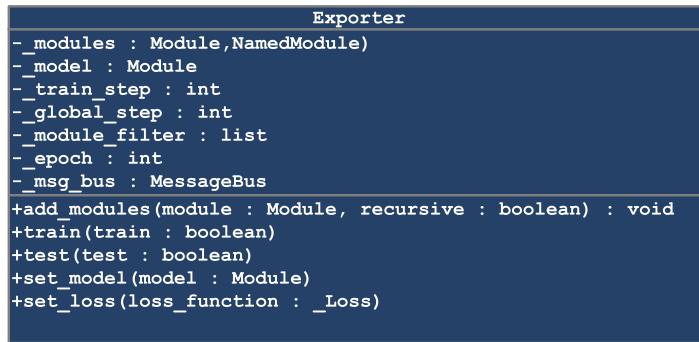 Exporter
-_modules : Module,NamedModule)
-_model : Module
-_train_step : int
-_global_step : int
-_module_filter : list
-_epoch : int
-_msg_bus : MessageBus
+add_modules(module : Module, recursive : boolean) : void
+train(train : boolean)
+test(test : boolean)
+set_model(model : Module)
+set_loss(loss_function : _Loss)